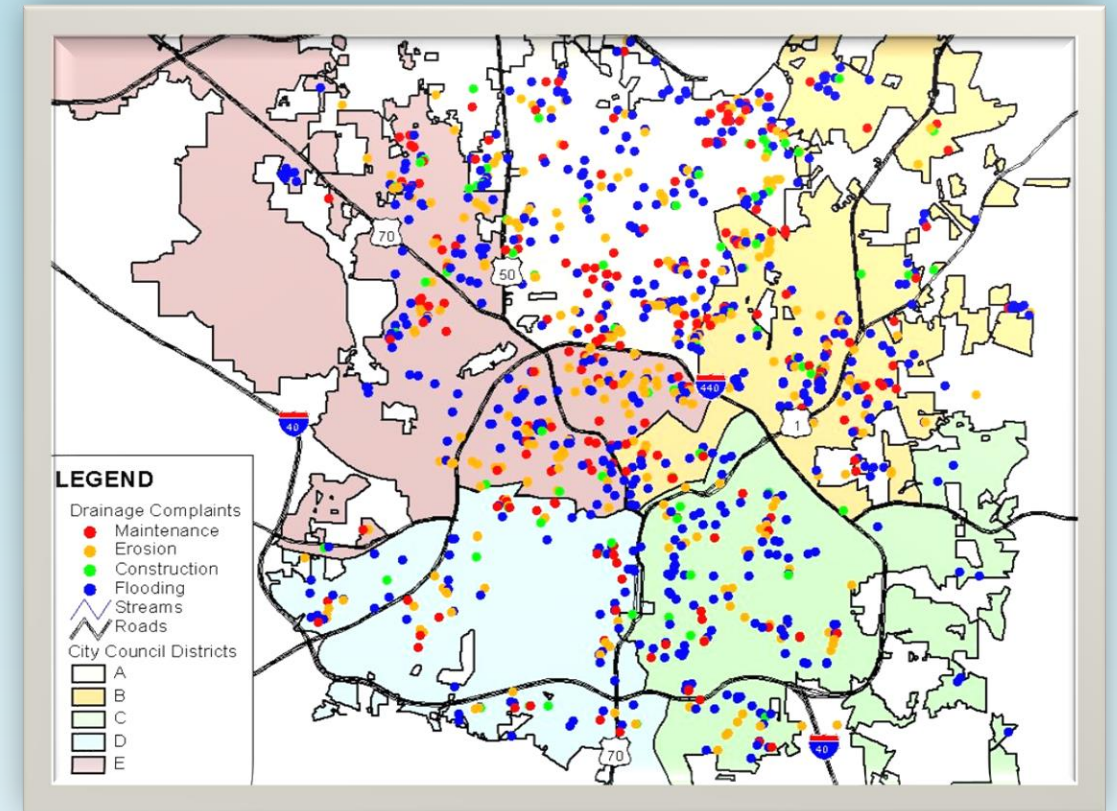 A
70
50
440
1
40
LEGEND
Drainage Complaints
Maintenance
Erosion
Construction
Flooding
Streams
Roads
City Council Districts
A
B
C
D
E
70
40